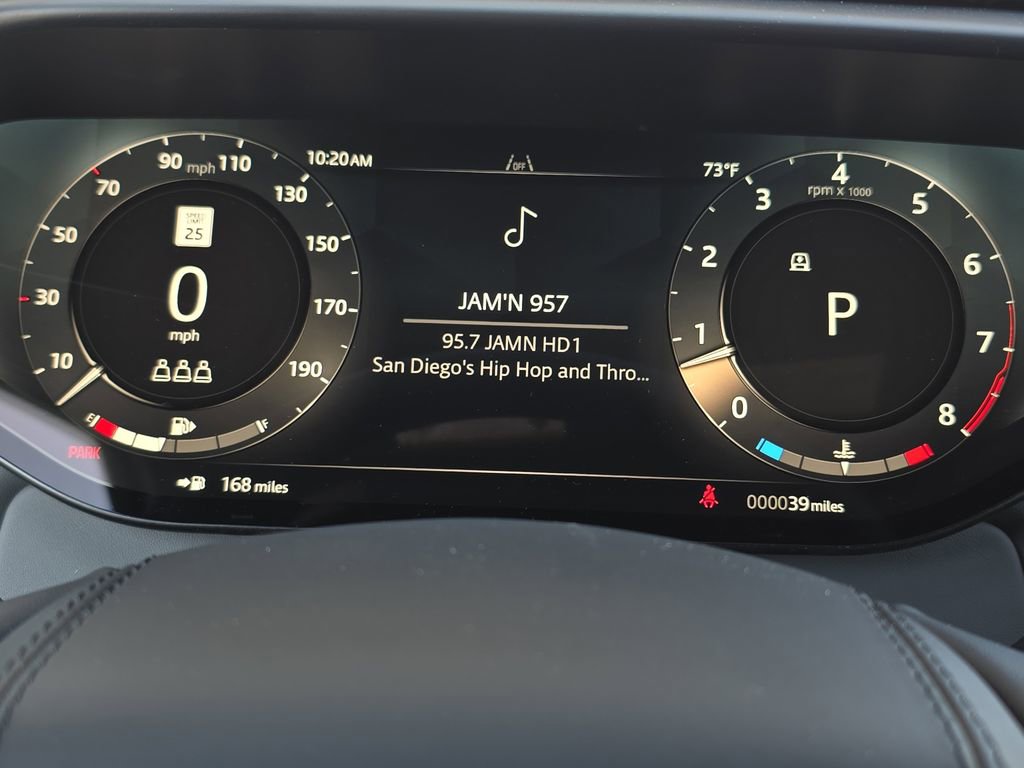 10:20AM
OFF
73°F
10
30
50
70
90
mph
110
130
150
170
190
SPEED
LIMIT
25
0
mph
E
F
PARK
168 miles
JAM'N 957
95.7 JAMN HD1
San Diego's Hip Hop and Thro...
0
1
2
3
4
5
6
7
8
rpm x 1000
P
000039miles